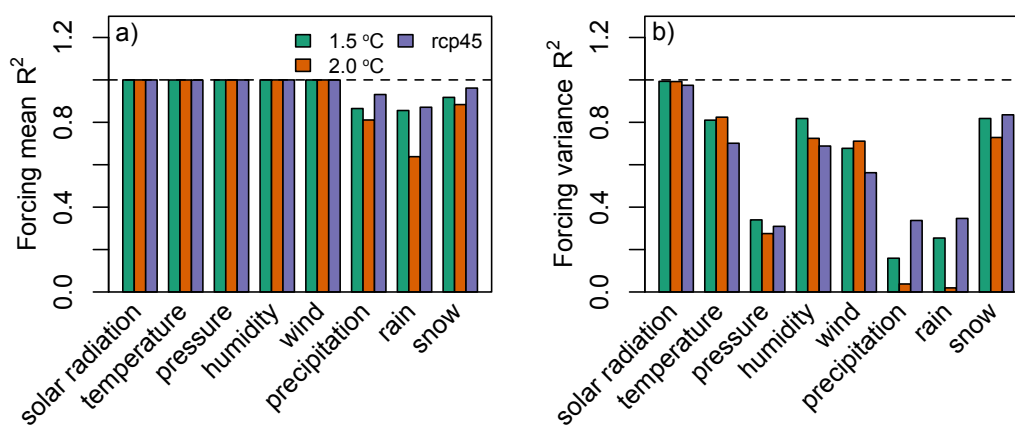 a)
1.5 °C
2.0 °C
rcp45
Forcing mean R²
0.0
0.4
0.8
1.2
solar radiation
temperature
pressure
humidity
wind
precipitation
rain
snow
b)
Forcing variance R²
0.0
0.4
0.8
1.2
solar radiation
temperature
pressure
humidity
wind
precipitation
rain
snow